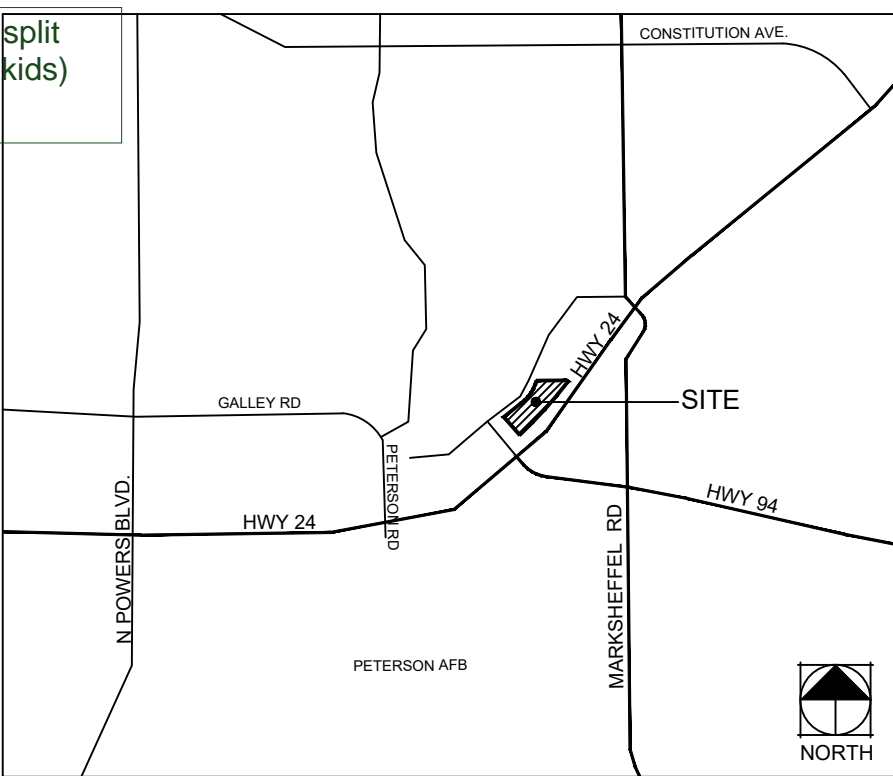 split
kids)
CONSTITUTION AVE.
HWY 24
SITE
GALLEY RD
PETERSON RD
HWY 24
N POWERS BLVD.
HWY 94
MARKSHEFFEL RD
PETERSON AFB
NORTH